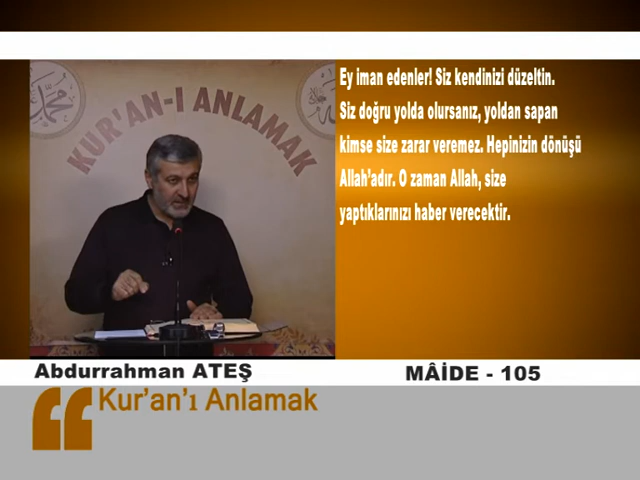 KUR'AN-I ANLAMAK
Ey iman edenler! Siz kendinizi düzeltin.
Siz doğru yolda olursanız, yoldan sapan
kimse size zarar veremez. Hepinizin dönüşü
Allah'adır. O zaman Allah, size
yaptıklarınızı haber verecektir.
Abdurrahman ATEŞ
MÂİDE - 105
Kur'an'ı Anlamak